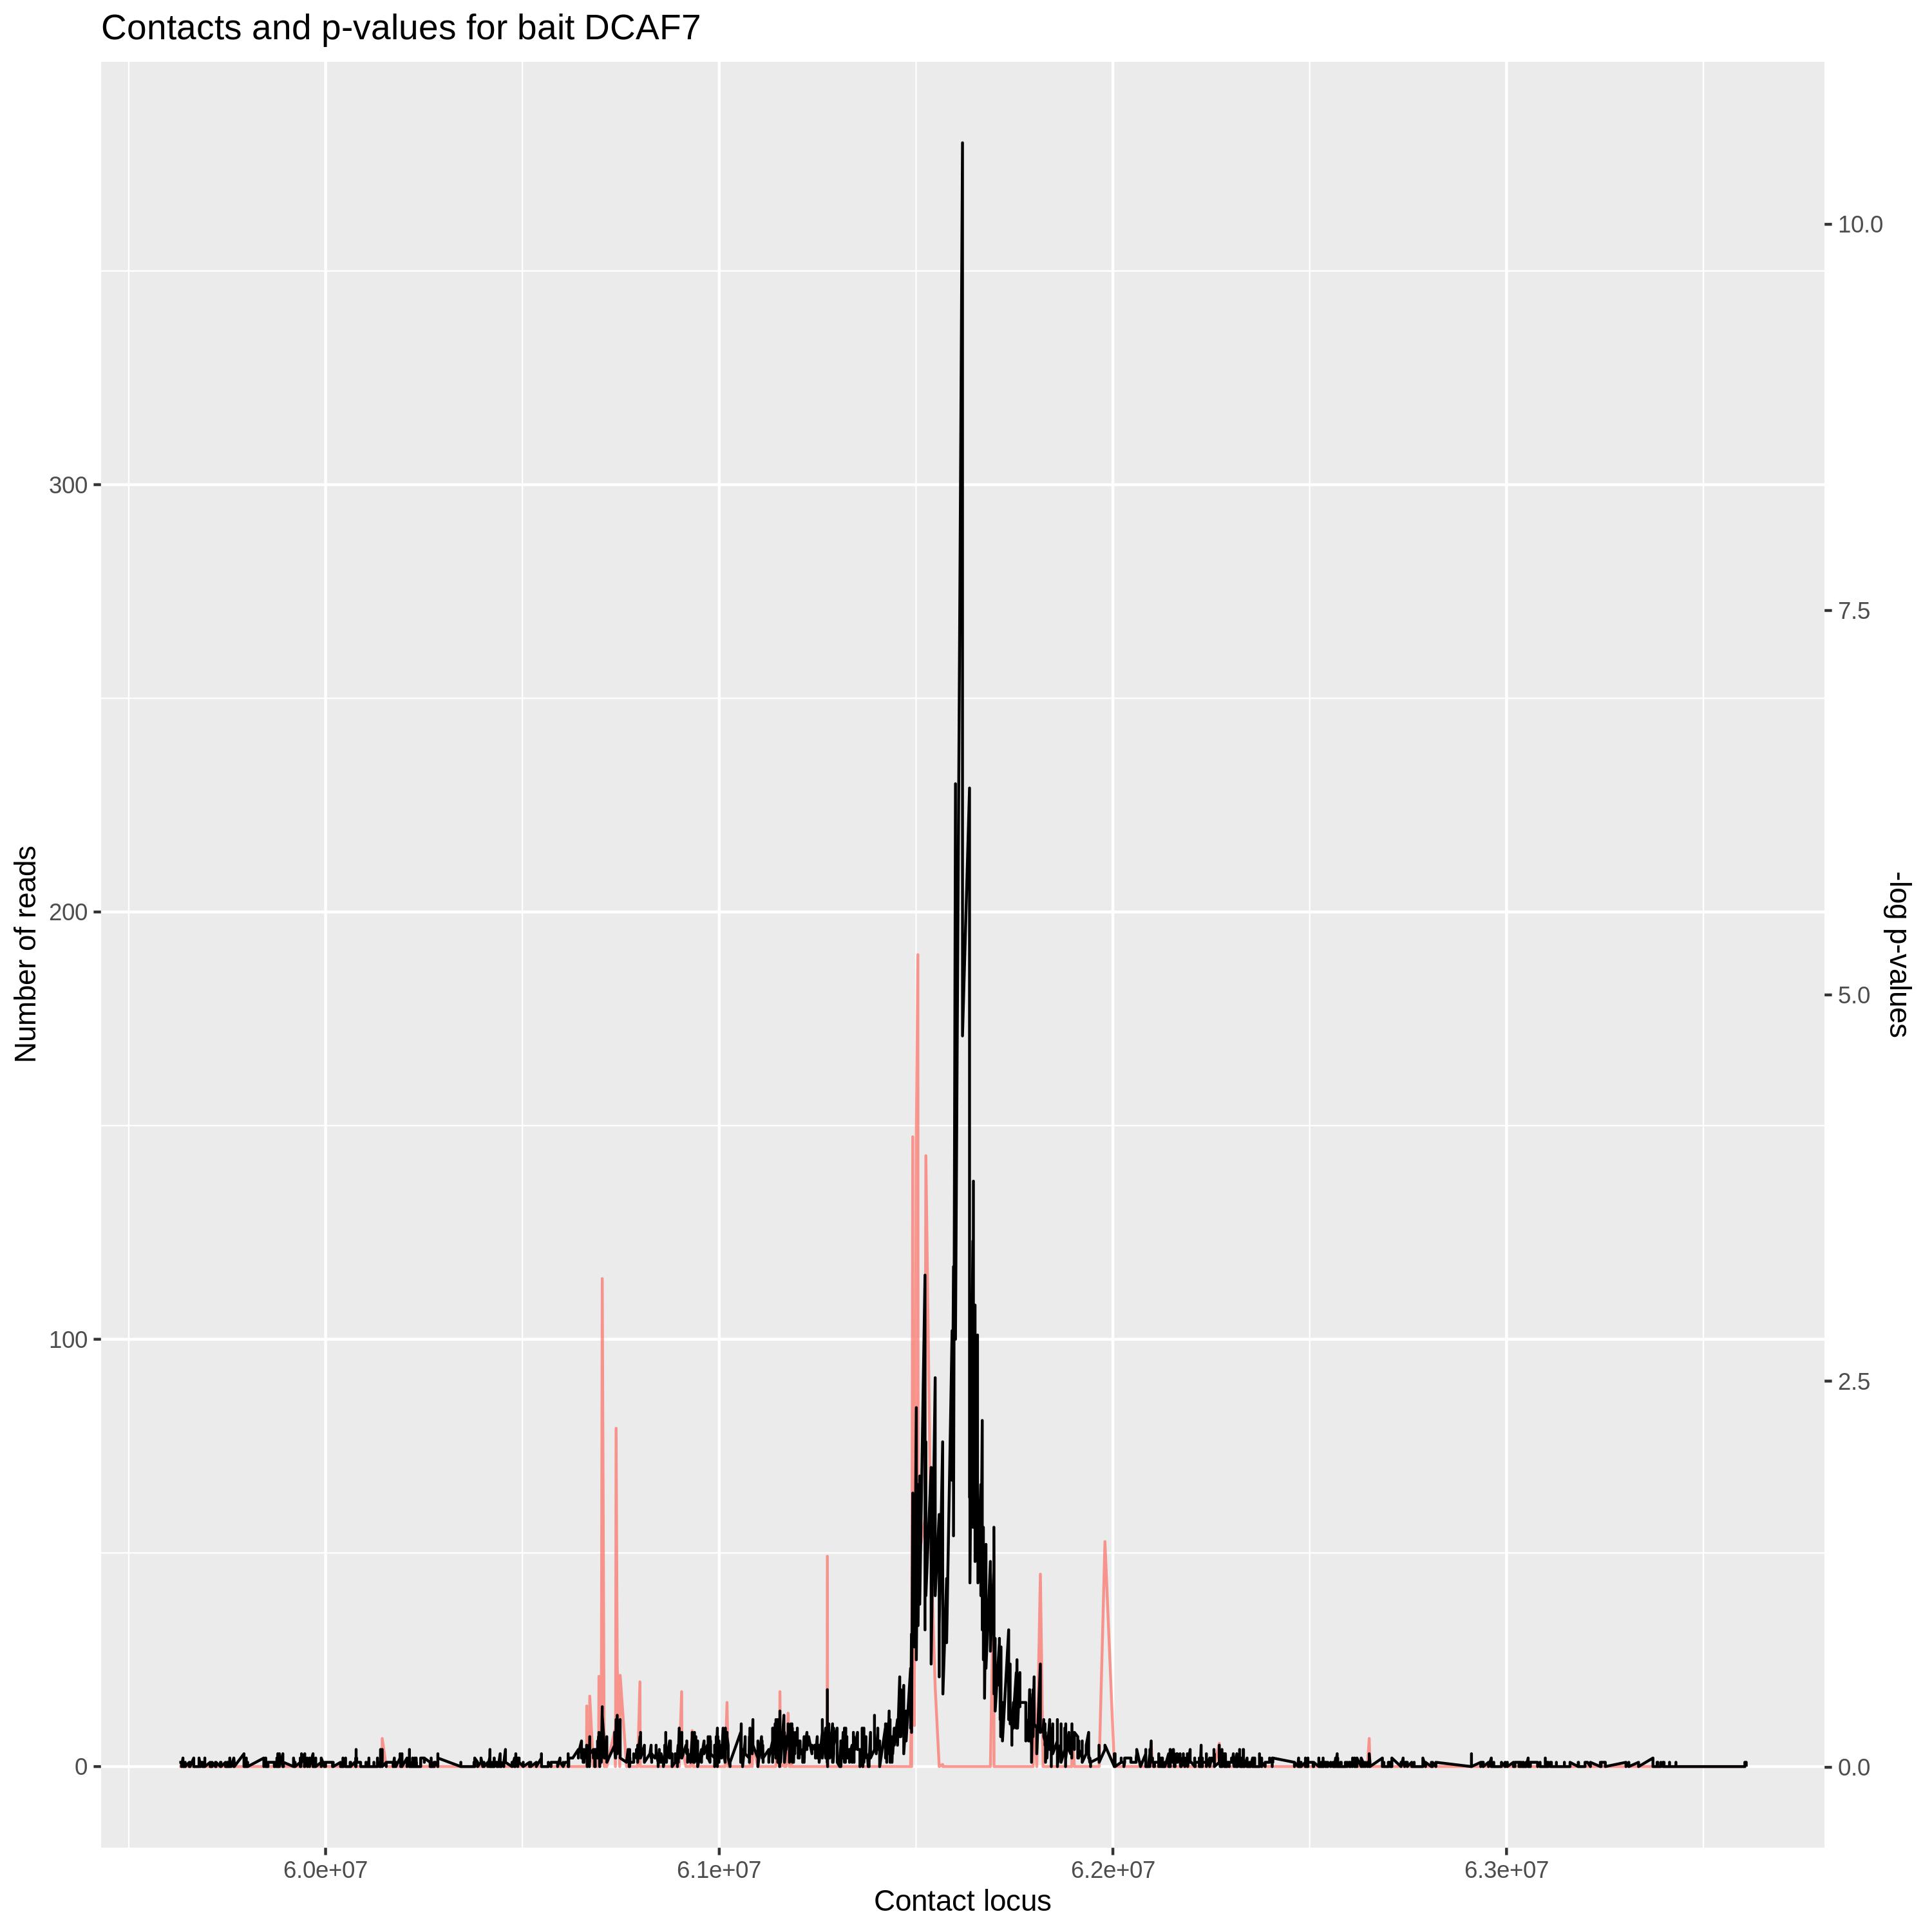 Contacts and p-values for bait DCAF7
Number of reads
300
200
100
0
10.0
7.5
5.0
2.5
0.0
-log p-values
6.0e+07
6.1e+07
6.2e+07
6.3e+07
Contact locus